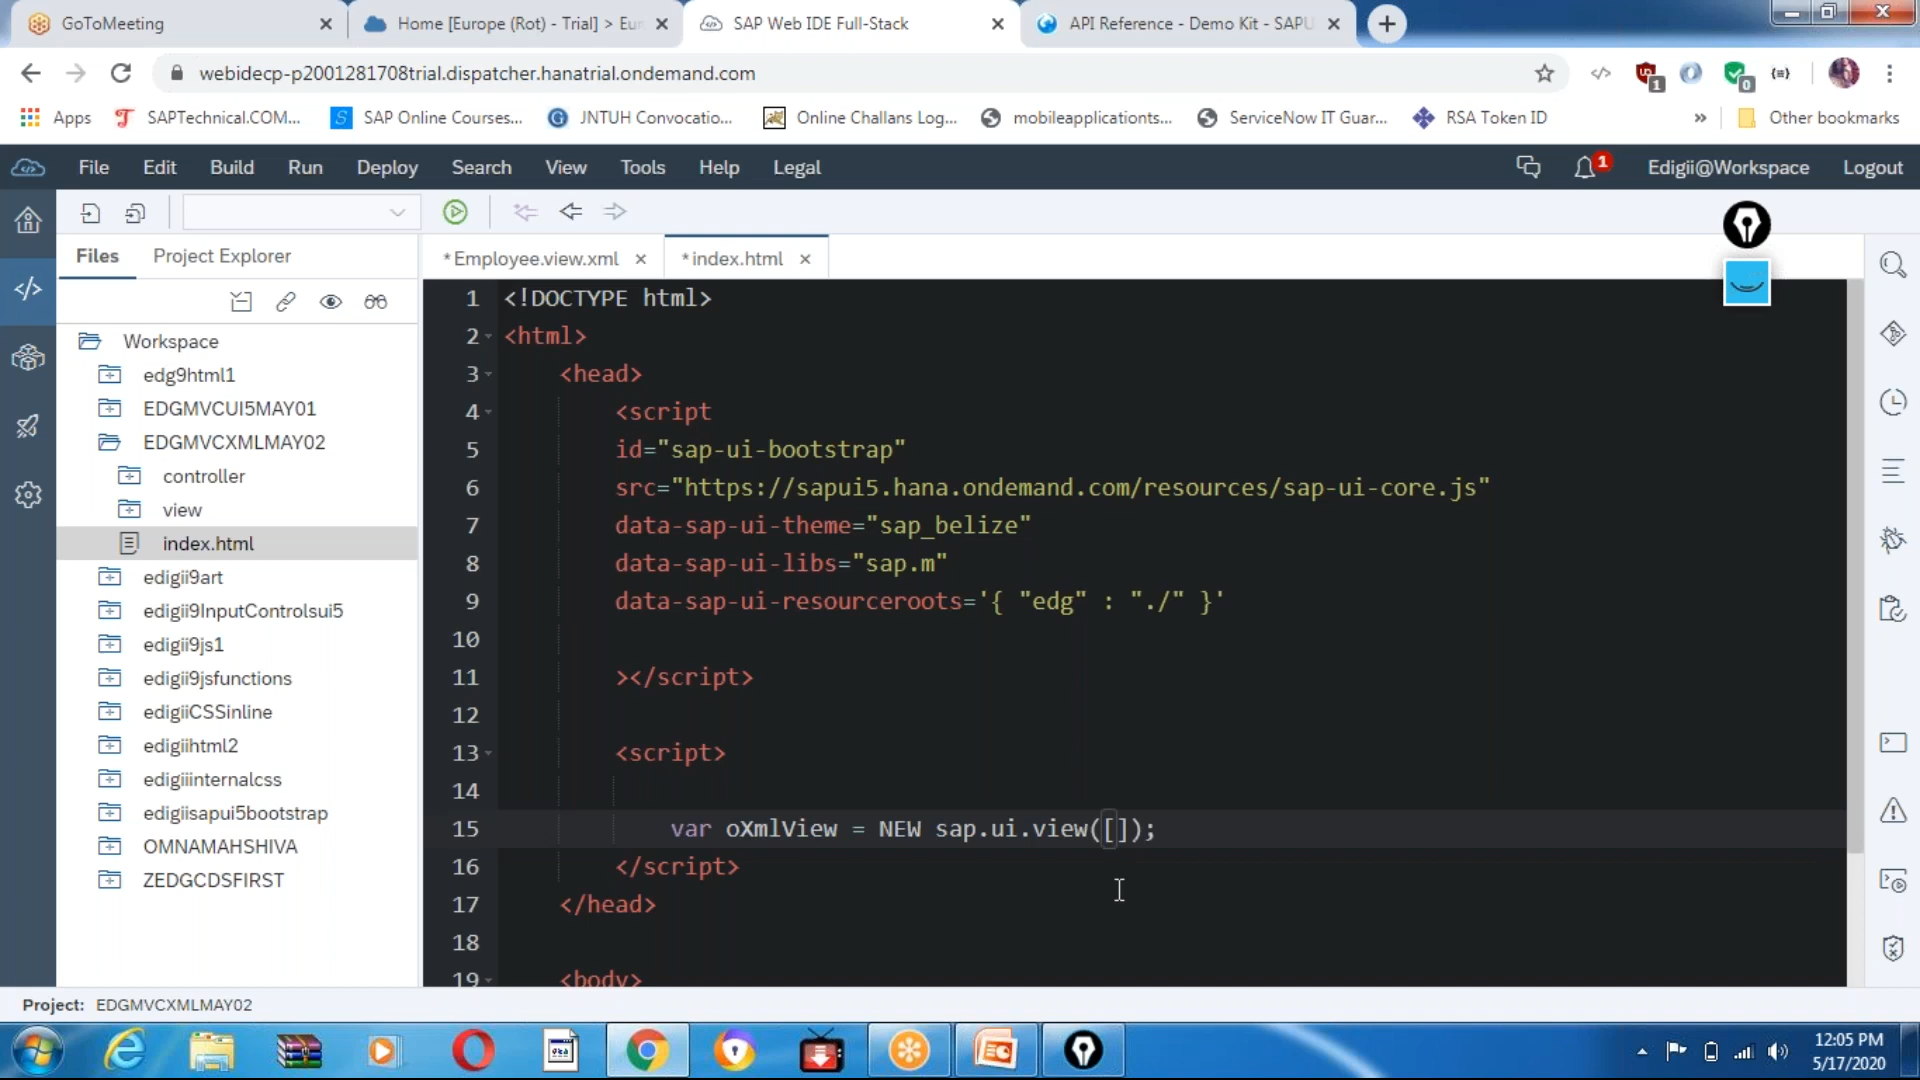 GoToMeeting
Home [Europe (Rot) - Trial] > Eur
SAP Web IDE Full-Stack
API Reference - Demo Kit - SAPU
webidecp-p2001281708trial.dispatcher.hanatrial.ondemand.com
1
0
Apps
SAPTechnical.COM...
SAP Online Courses...
JNTUH Convocatio...
Online Challans Log...
mobileapplicationts...
ServiceNow IT Guar...
RSA Token ID
»
Other bookmarks
File Edit Build Run Deploy Search View Tools Help Legal
1
Edigii@Workspace
Logout
Files
Project Explorer
*Employee.view.xml
*index.html
Workspace
edg9html1
EDGMVCUI5MAY01
EDGMVCXMLMAY02
controller
view
index.html
edigii9art
edigii9InputControlsui5
edigii9js1
edigii9jsfunctions
edigiiCSSinline
edigiihtml2
edigiiinternalcss
edigiisapui5bootstrap
OMNAMAHSHIVA
ZEDGCDSFIRST
1 <!DOCTYPE html>
2 <html>
3 <head>
4 <script
5 id="sap-ui-bootstrap"
6 src="https://sapui5.hana.ondemand.com/resources/sap-ui-core.js"
7 data-sap-ui-theme="sap_belize"
8 data-sap-ui-libs="sap.m"
9 data-sap-ui-resourceroots='{ "edg" : "./" }'
10
11 ></script>
12
13 <script>
14
15 var oXmlView = NEW sap.ui.view([]);
16 </script>
17 </head>
18
19 <body>
Project: EDGMVCXMLMAY02
12:05 PM
5/17/2020